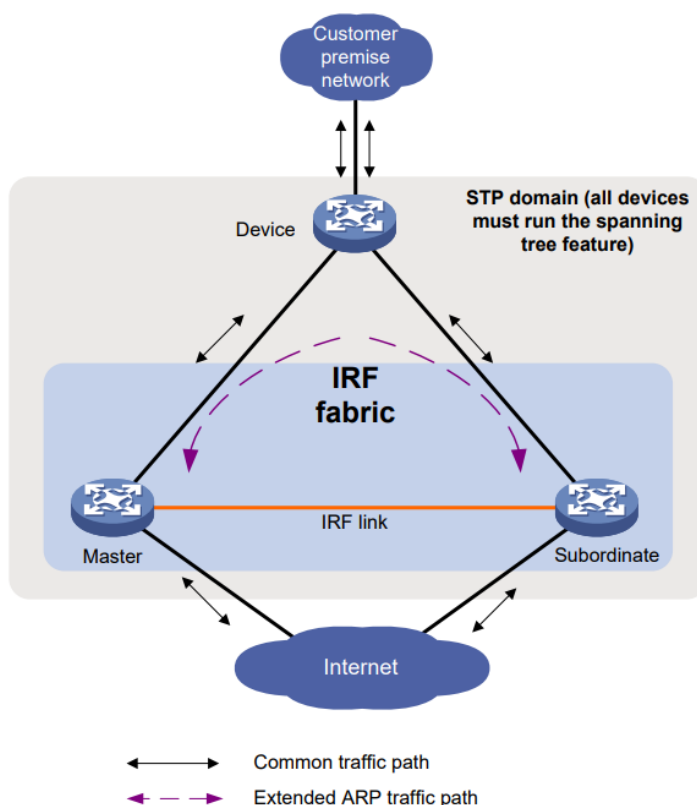 Customer
premise
network
STP domain (all devices
must run the spanning
tree feature)
Device
IRF
fabric
IRF link
Master
Subordinate
Internet
Common traffic path
Extended ARP traffic path